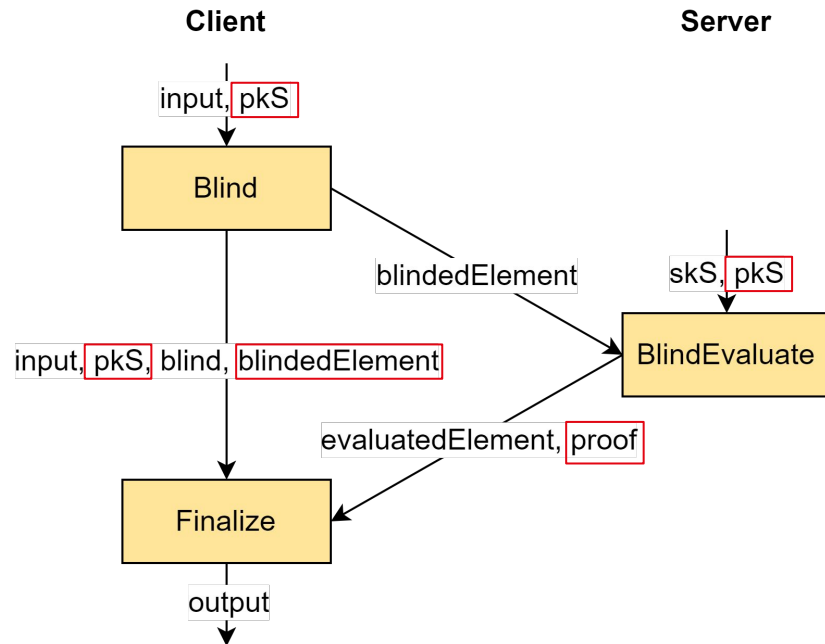 Client
Server
input, pkS
Blind
blindedElement
skS, pkS
input, pkS, blind, blindedElement
BlindEvaluate
evaluatedElement, proof
Finalize
output